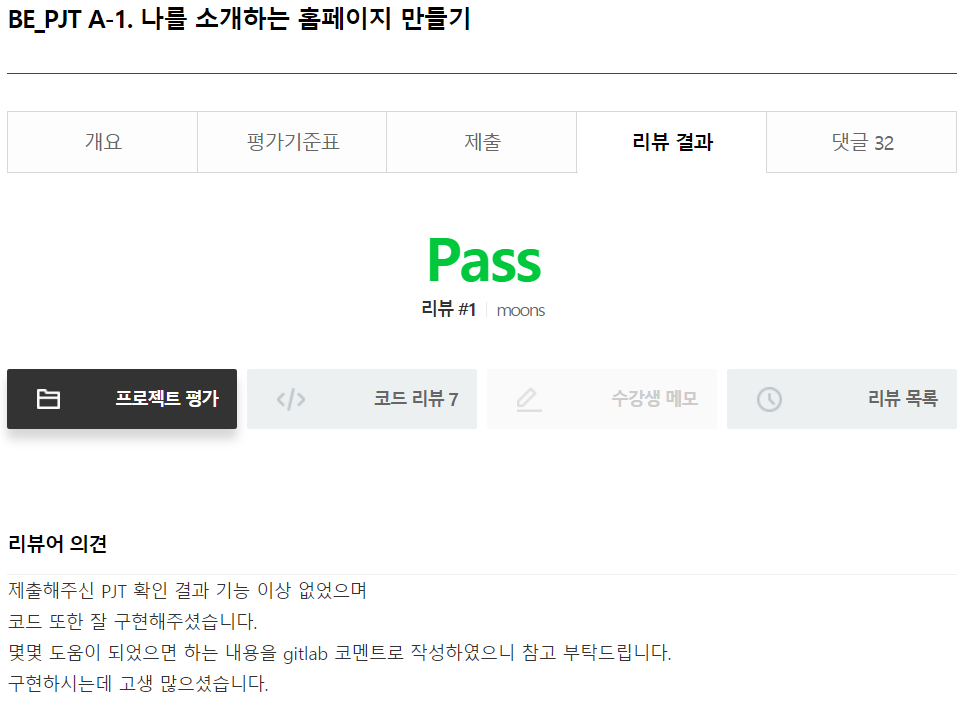 BE_PJT A-1. 나를 소개하는 홈페이지 만들기
개요
평가기준표
제출
리뷰 결과
댓글 32
Pass
리뷰 #1 moons
프로젝트 평가
코드 리뷰 7
수강생 메모
리뷰 목록
리뷰어 의견
제출해주신 PJT 확인 결과 기능 이상 없었으며
코드 또한 잘 구현해주셨습니다.
몇몇 도움이 되었으면 하는 내용을 gitlab 코멘트로 작성하였으니 참고 부탁드립니다.
구현하시는데 고생 많으셨습니다.